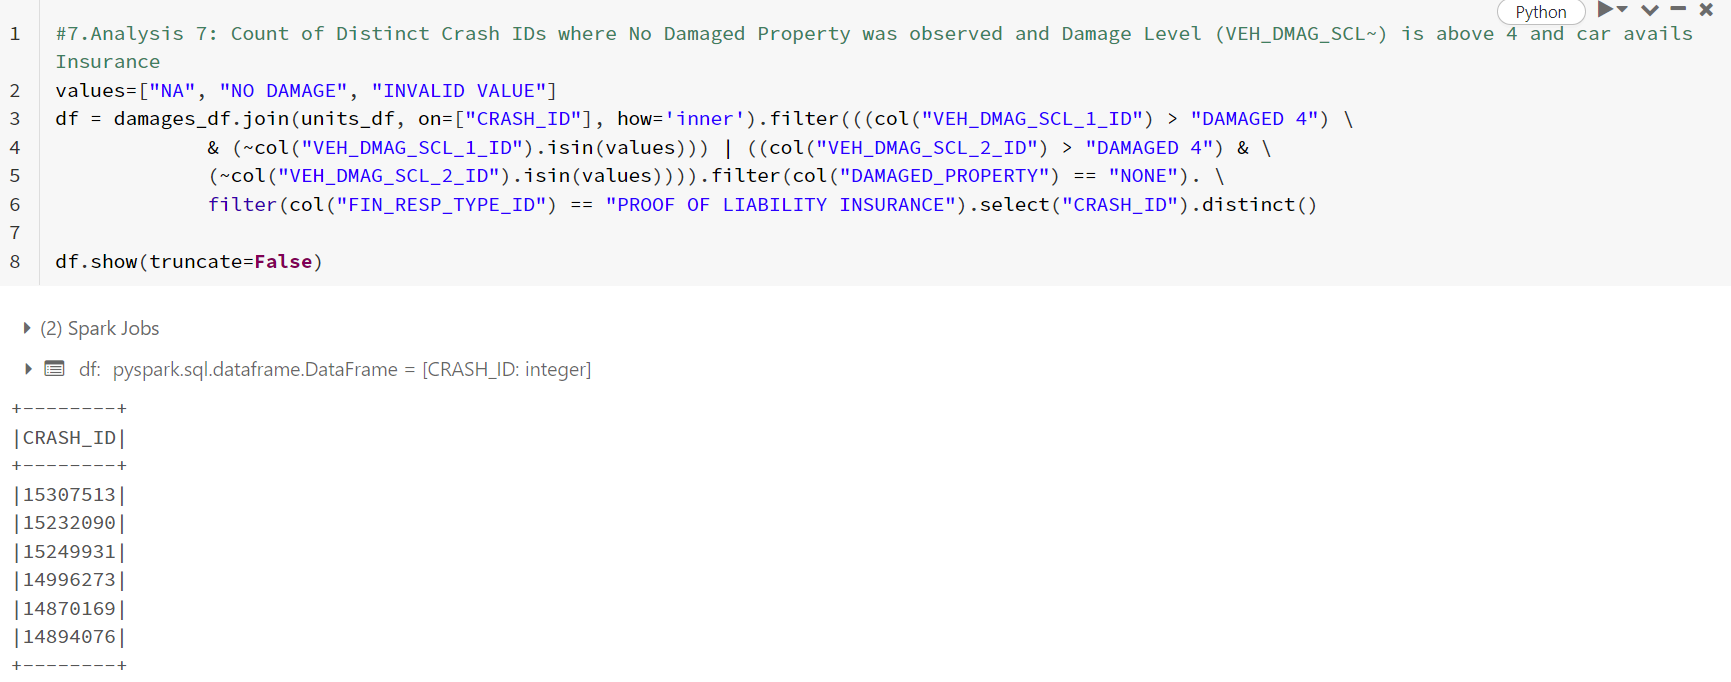 Python
1 #7.Analysis 7: Count of Distinct Crash IDs where No Damaged Property was observed and Damage Level (VEH_DMAG_SCL~) is above 4 and car avails
Insurance
2 values=["NA", "NO DAMAGE", "INVALID VALUE"]
3 df = damages_df.join(units_df, on=["CRASH_ID"], how='inner').filter(((col("VEH_DMAG_SCL_1_ID") > "DAMAGED 4") \
4 & (~col("VEH_DMAG_SCL_1_ID").isin(values))) | ((col("VEH_DMAG_SCL_2_ID") > "DAMAGED 4") & \
5 (~col("VEH_DMAG_SCL_2_ID").isin(values)))).filter(col("DAMAGED_PROPERTY") == "NONE"). \
6 filter(col("FIN_RESP_TYPE_ID") == "PROOF OF LIABILITY INSURANCE").select("CRASH_ID").distinct()
7
8 df.show(truncate=False)
(2) Spark Jobs
df: pyspark.sql.dataframe.DataFrame = [CRASH_ID: integer]
+--------+
|CRASH_ID|
+--------+
|15307513|
|15232090|
|15249931|
|14996273|
|14870169|
|14894076|
+--------+